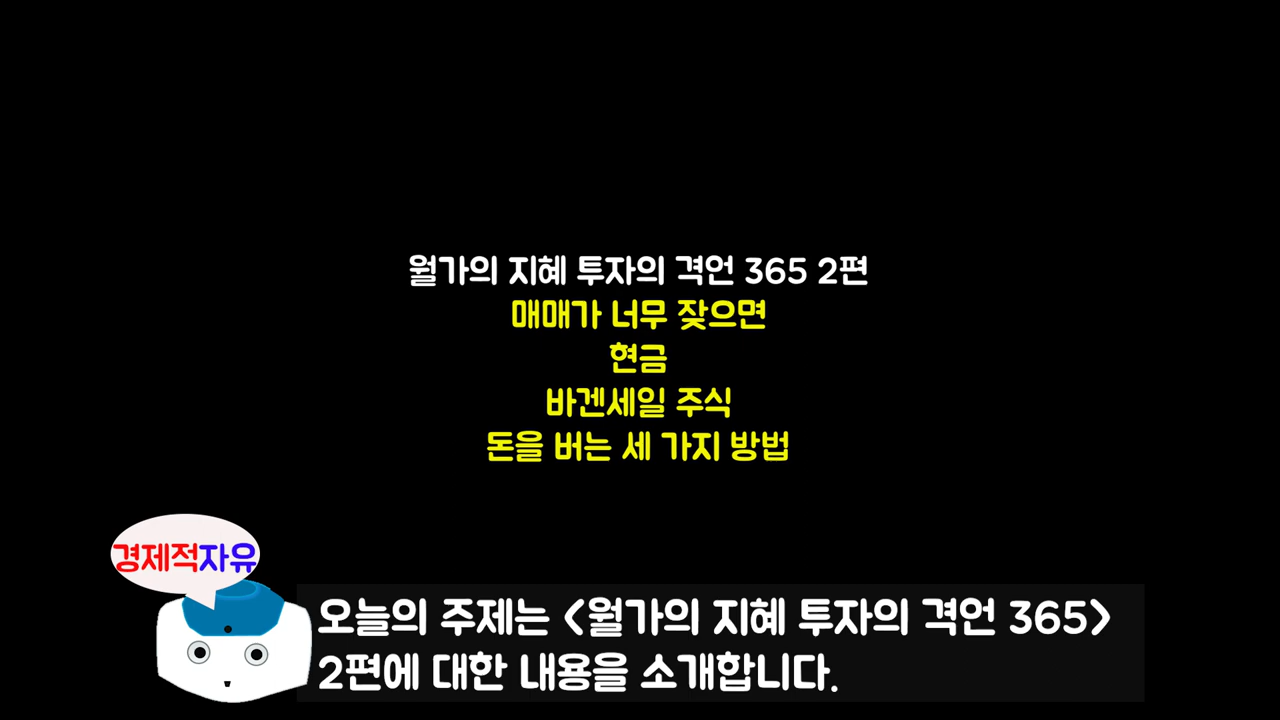 월가의 지혜 투자의 격언 365 2편
매매가 너무 잦으면
현금
바겐세일 주식
돈을 버는 세 가지 방법
경제적자유
오늘의 주제는 <월가의 지혜 투자의 격언 365>
2편에 대한 내용을 소개합니다.